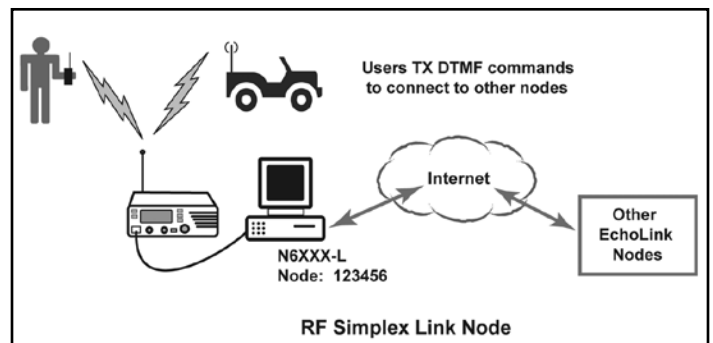 Users TX DTMF commands
to connect to other nodes
Internet
Other
EchoLink
Nodes
N6XXX-L
Node: 123456
RF Simplex Link Node